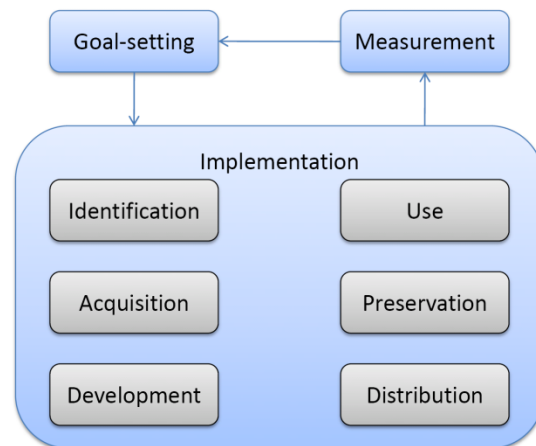 Goal-setting
Measurement
Implementation
Identification
Use
Acquisition
Preservation
Development
Distribution